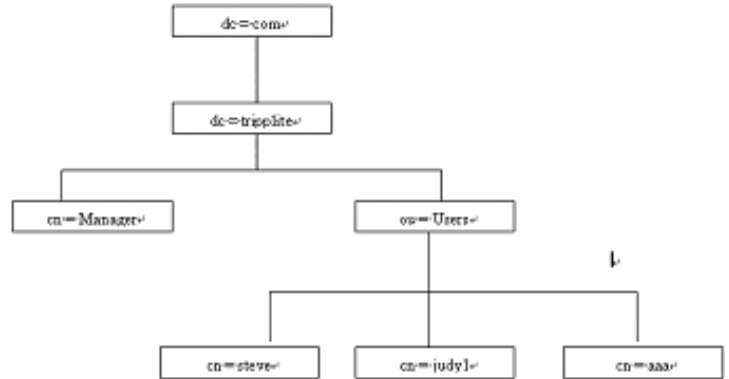 dc = com
dc = tripplite
cn = Manager
ou = Users
cn = steve
cn = judy1
cn = aaa